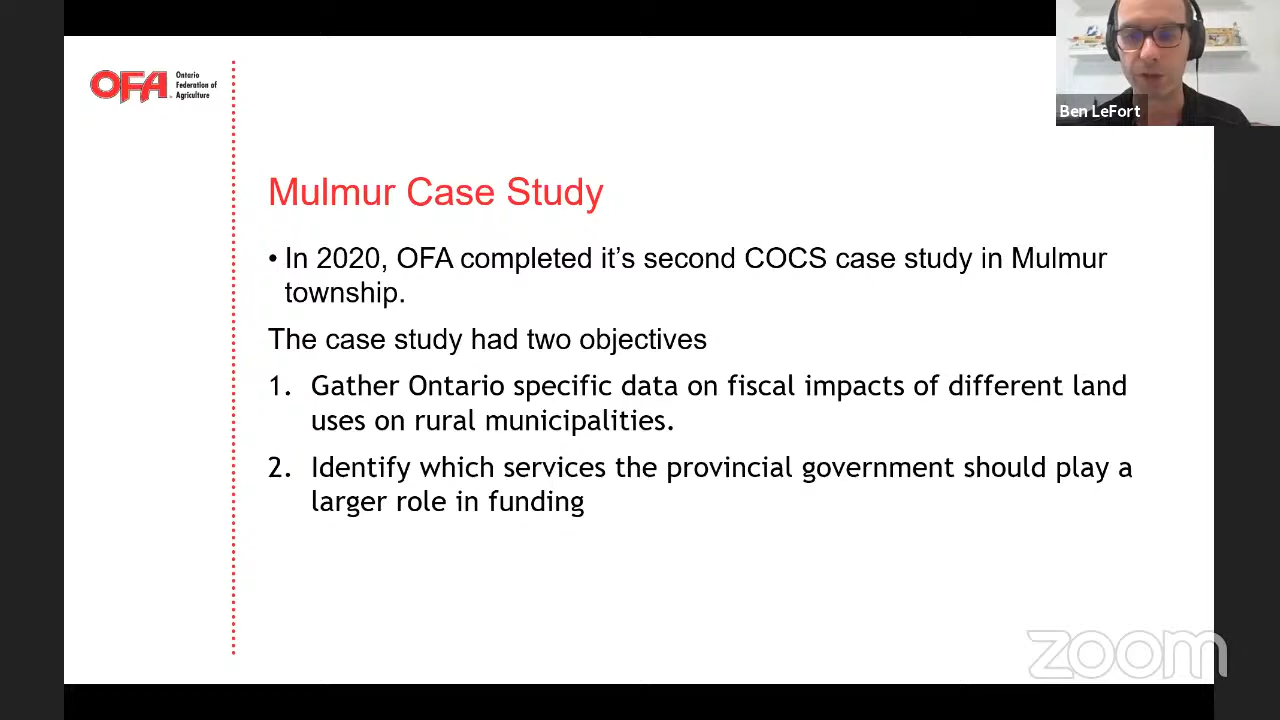 OFA
Ontario
Federation of
Agriculture
Ben LeFort
Mulmur Case Study
• In 2020, OFA completed it’s second COCS case study in Mulmur
township.
The case study had two objectives
1. Gather Ontario specific data on fiscal impacts of different land
uses on rural municipalities.
2. Identify which services the provincial government should play a
larger role in funding
zoom